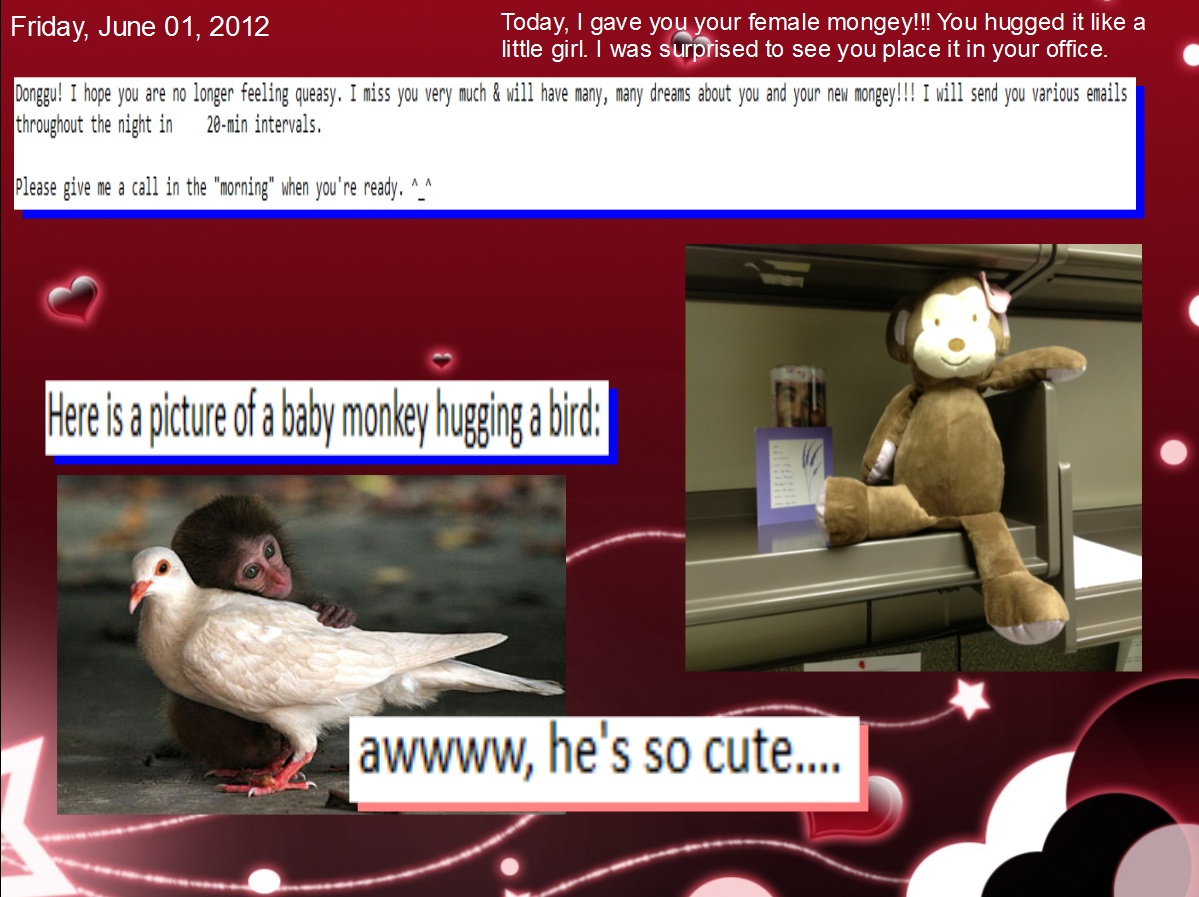 Friday, June 01, 2012
Today, I gave you your female mongey!!! You hugged it like a
little girl. I was surprised to see you place it in your office.
Donggu! I hope you are no longer feeling queasy. I miss you very much & will have many, many dreams about you and your new mongey!!! I will send you various emails
throughout the night in 20-min intervals.
Please give me a call in the "morning" when you're ready. ^_^
Here is a picture of a baby monkey hugging a bird:
awwww, he's so cute....